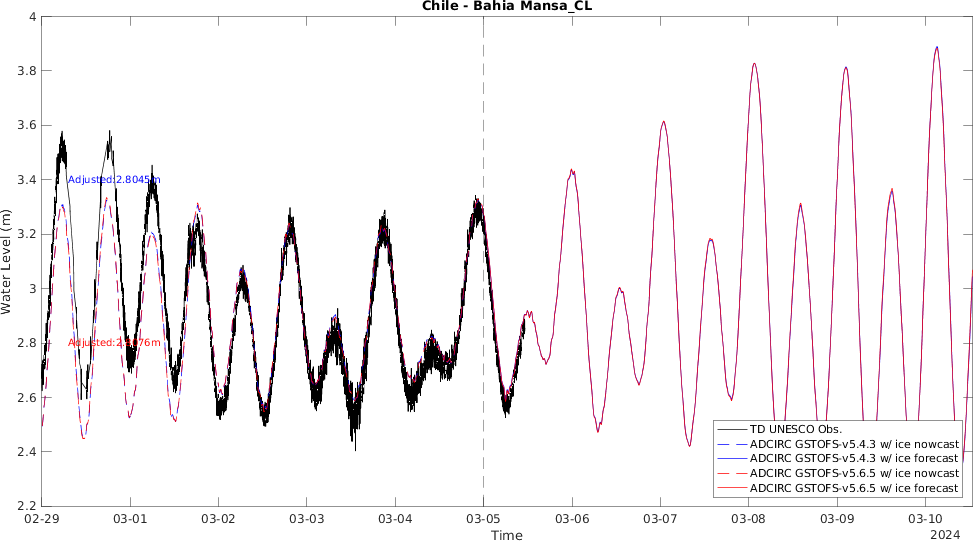 Chile - Bahia Mansa_CL
4
3.8
3.6
3.4
3.2
3
2.8
2.6
2.4
2.2
Water Level (m)
Adjusted:2.8045m
TD UNESCO Obs.
ADCIRC GSTOFS-v5.4.3 w/ ice nowcast
ADCIRC GSTOFS-v5.4.3 w/ ice forecast
ADCIRC GSTOFS-v5.6.5 w/ ice nowcast
ADCIRC GSTOFS-v5.6.5 w/ ice forecast
02-29 03-01 03-02 03-03 03-04 03-05 03-06 03-07 03-08 03-09 03-10
Time
2024